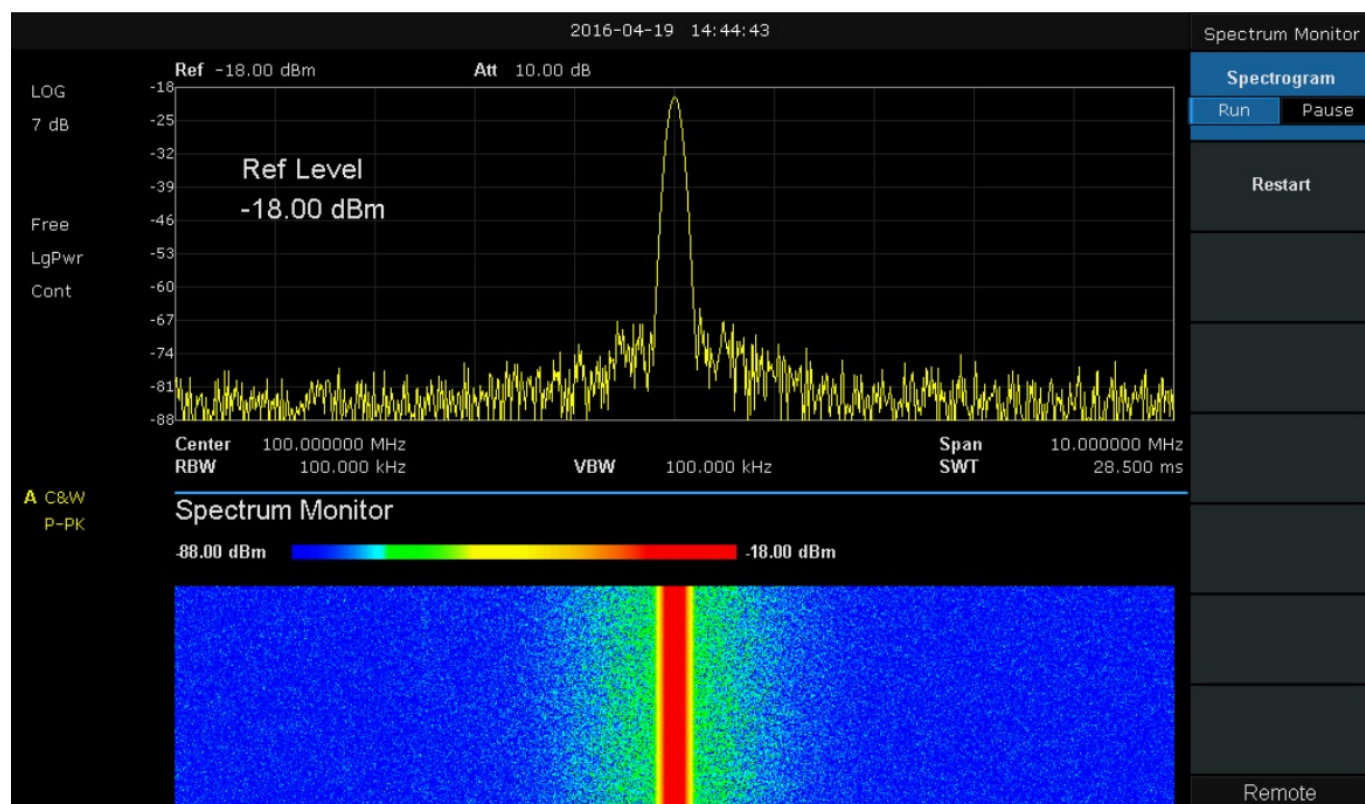 2016-04-19 14:44:43
Spectrum Monitor
Ref -18.00 dBm Att 10.00 dB
LOG
7 dB
Free
LgPwr
Cont
-18
-25
-32
-39
-46
-53
-60
-67
-74
-81
-88
Ref Level
-18.00 dBm
Center 100.000000 MHz Span 10.000000 MHz
RBW 100.000 kHz VBW 100.000 kHz SWT 28.500 ms
A C&W
P-PK
Spectrum Monitor
-88.00 dBm -18.00 dBm
Spectrogram
Run Pause
Restart
Remote